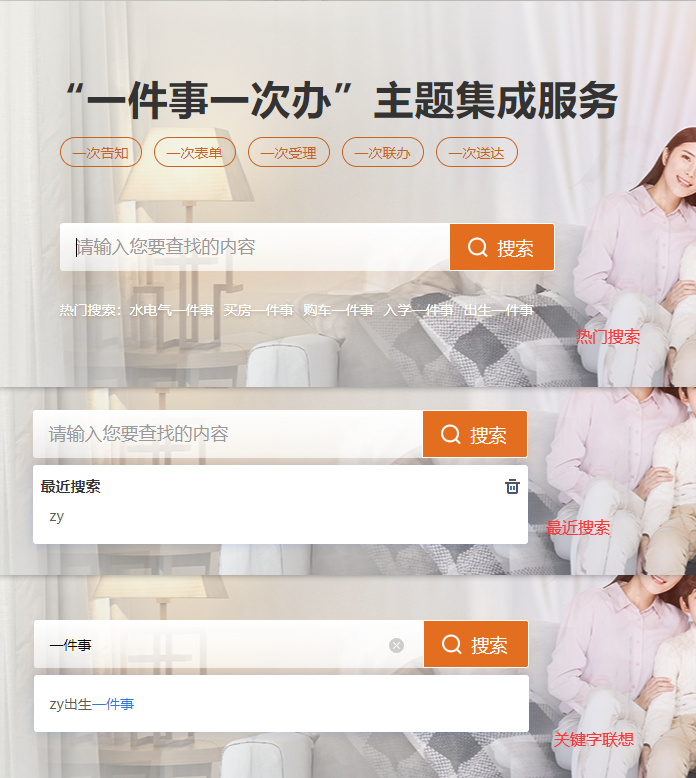 “一件事一次办”主题集成服务
一次告知 一次表单 一次受理 一次联办 一次送达
请输入您要查找的内容 搜索
热门搜索：水电气一件事 买房一件事 购车一件事 入学一件事 出生一件事
热门搜索
请输入您要查找的内容 搜索
最近搜索
zy
最近搜索
一件事 搜索
zy出生一件事
关键字联想